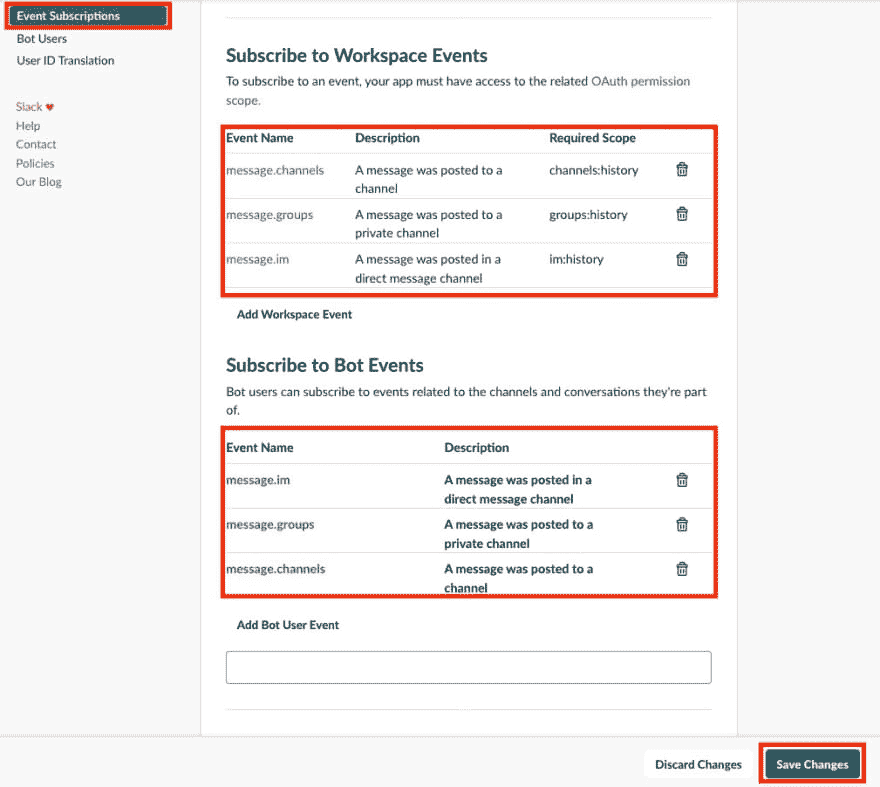 Event Subscriptions
Bot Users
User ID Translation
Slack ♥
Help
Contact
Policies
Our Blog
Subscribe to Workspace Events
To subscribe to an event, your app must have access to the related OAuth permission
scope.
Event Name Description Required Scope
message.channels A message was posted to a channels:history
channel
message.groups A message was posted to a groups:history
private channel
message.im A message was posted in a im:history
direct message channel
Add Workspace Event
Subscribe to Bot Events
Bot users can subscribe to events related to the channels and conversations they're part
of.
Event Name Description
message.im A message was posted in a
direct message channel
message.groups A message was posted to a
private channel
message.channels A message was posted to a
channel
Add Bot User Event
Discard Changes Save Changes